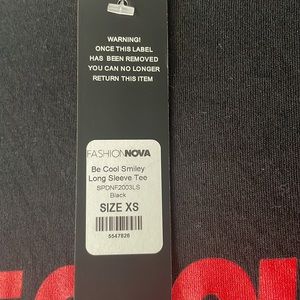 WARNING!
ONCE THIS LABEL
HAS BEEN REMOVED
YOU CAN NO LONGER
RETURN THIS ITEM
FASHIONNOVA
Be Cool Smiley
Long Sleeve Tee
SPDNF2003LS
Black
SIZE XS
5547826